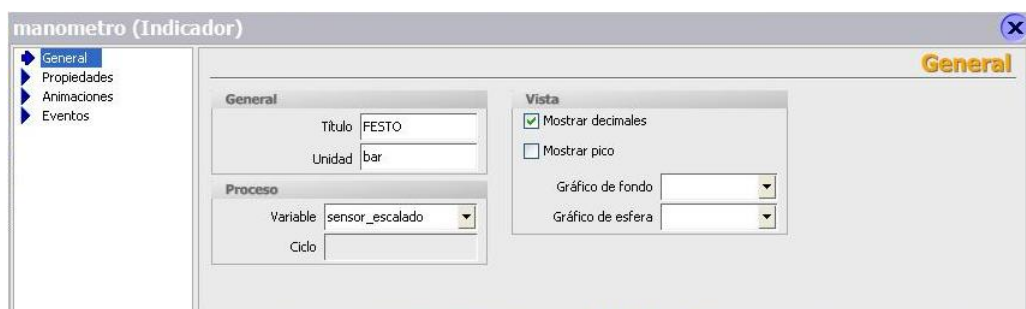 manometro (Indicador)
General
Propiedades
Animaciones
Eventos
General
General
Título FESTO
Unidad bar
Proceso
Variable sensor_escalado
Ciclo
Vista
Mostrar decimales
Mostrar pico
Gráfico de fondo
Gráfico de esfera